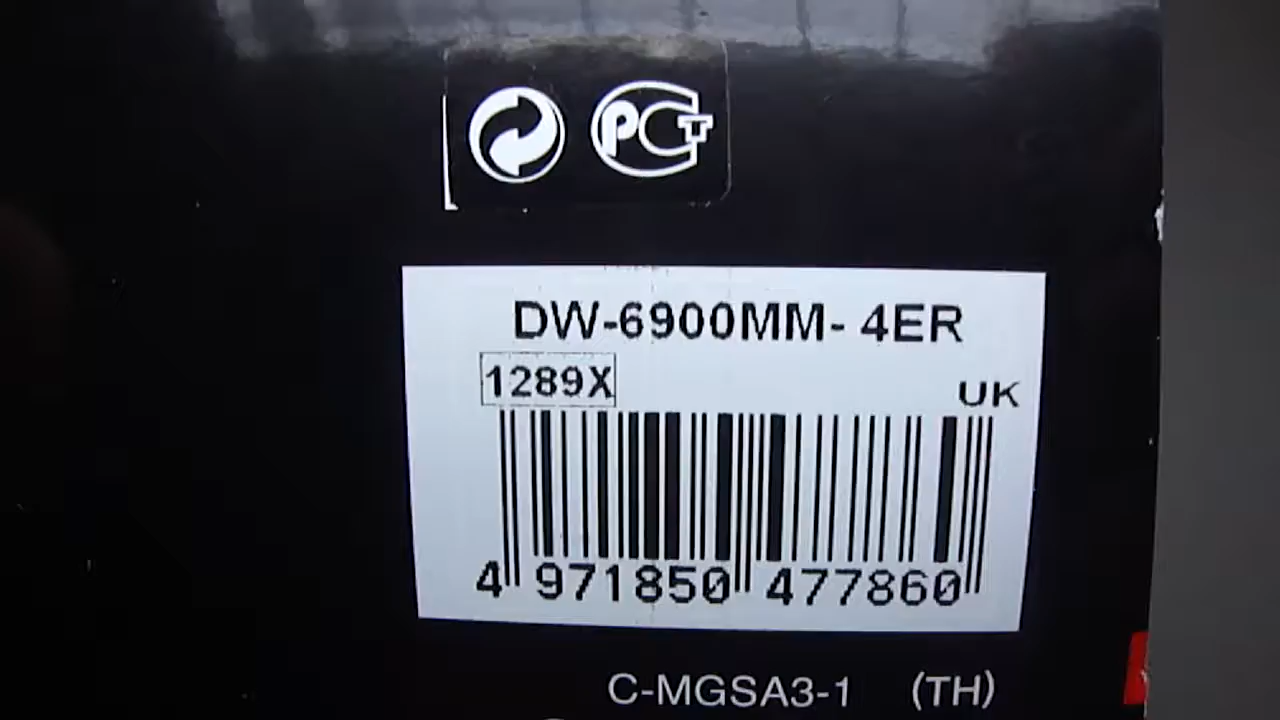 РСТ
DW-6900MM- 4ER
1289X
UK
4 971850 477860
C-MGSA3-1 (TH)